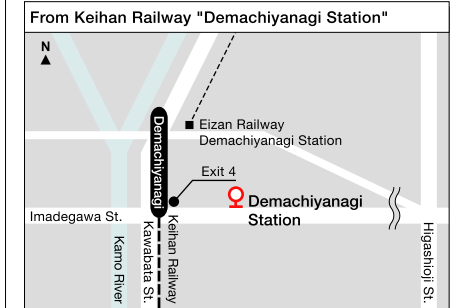 From Keihan Railway "Demachiyanagi Station"
N
Eizan Railway
Demachiyanagi Station
Demachiyanagi
Exit 4
Demachiyanagi
Station
Imadegawa St.
Kamo River
Kawabata St.
Keihan Railway
Higashioji St.